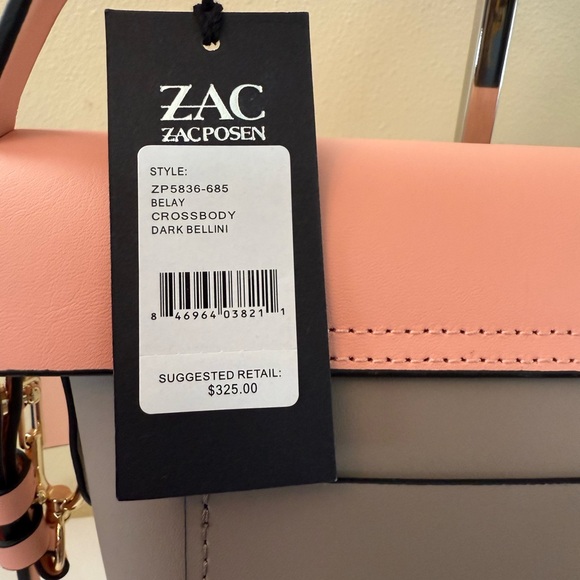 ZAC
ZAC POSEN
STYLE:
ZP5836-685
BELAY
CROSSBODY
DARK BELLINI
8 46964 03821 1
SUGGESTED RETAIL:
$325.00